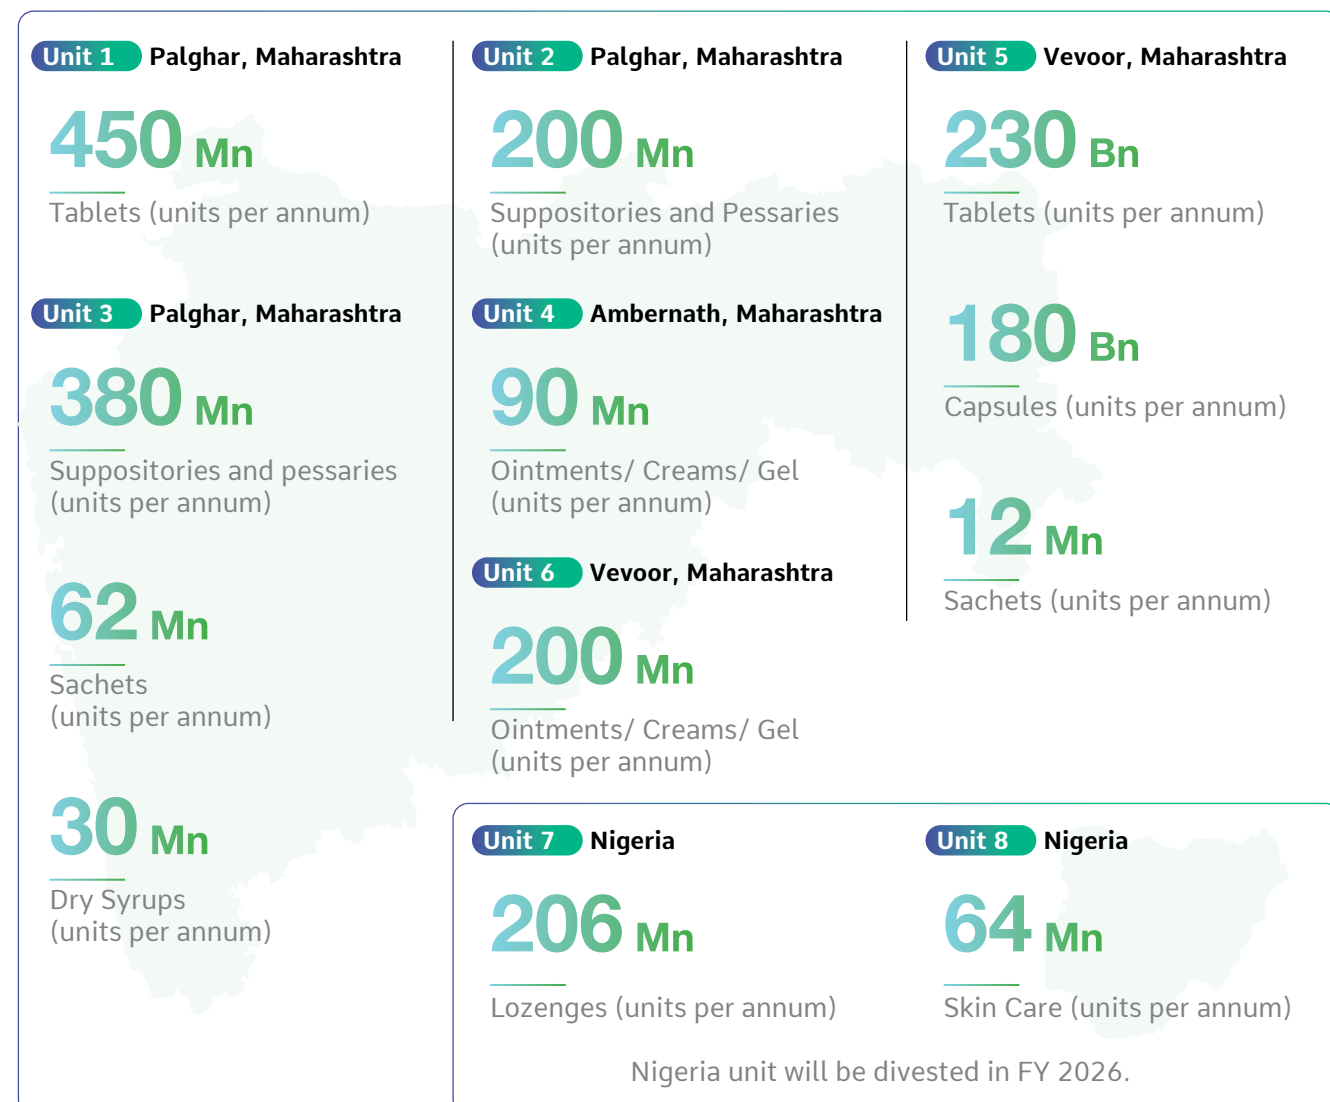 Unit 1 Palghar, Maharashtra
450 Mn
Tablets (units per annum)
Unit 3 Palghar, Maharashtra
380 Mn
Suppositories and pessaries
(units per annum)
62 Mn
Sachets
(units per annum)
30 Mn
Dry Syrups
(units per annum)
Unit 2 Palghar, Maharashtra
200 Mn
Suppositories and Pessaries
(units per annum)
Unit 4 Ambernath, Maharashtra
90 Mn
Ointments/ Creams/ Gel
(units per annum)
Unit 6 Vevoor, Maharashtra
200 Mn
Ointments/ Creams/ Gel
(units per annum)
Unit 5 Vevoor, Maharashtra
230 Bn
Tablets (units per annum)
180 Bn
Capsules (units per annum)
12 Mn
Sachets (units per annum)
Unit 7 Nigeria
206 Mn
Lozenges (units per annum)
Unit 8 Nigeria
64 Mn
Skin Care (units per annum)
Nigeria unit will be divested in FY 2026.